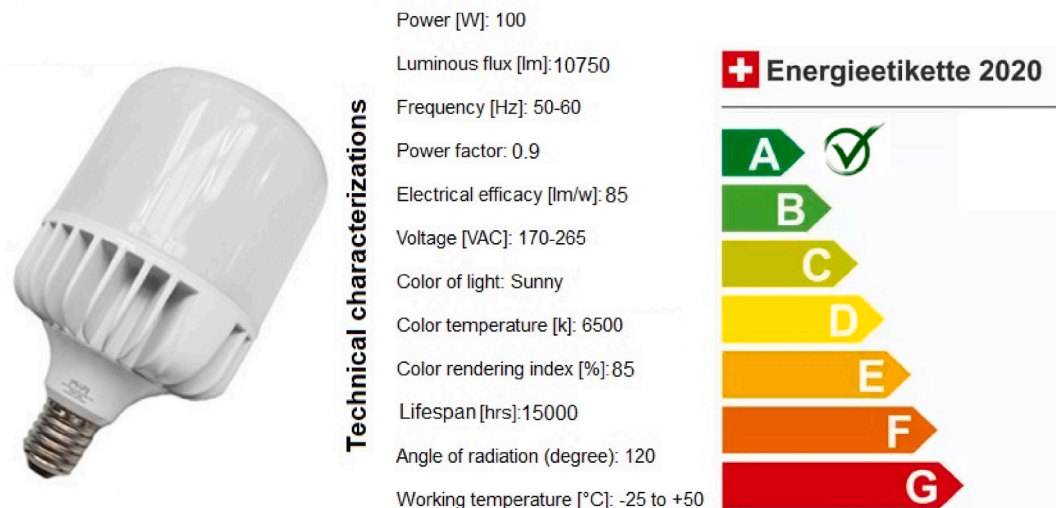 Power [W]: 100
Luminous flux [lm]:10750
Frequency [Hz]: 50-60
Power factor: 0.9
Electrical efficacy [lm/w]: 85
Voltage [VAC]: 170-265
Color of light: Sunny
Color temperature [k]: 6500
Color rendering index [%]: 85
Lifespan [hrs]:15000
Angle of radiation (degree): 120
Working temperature [°C]: -25 to +50
Technical characterizations
Energieetikette 2020
A
B
C
D
E
F
G